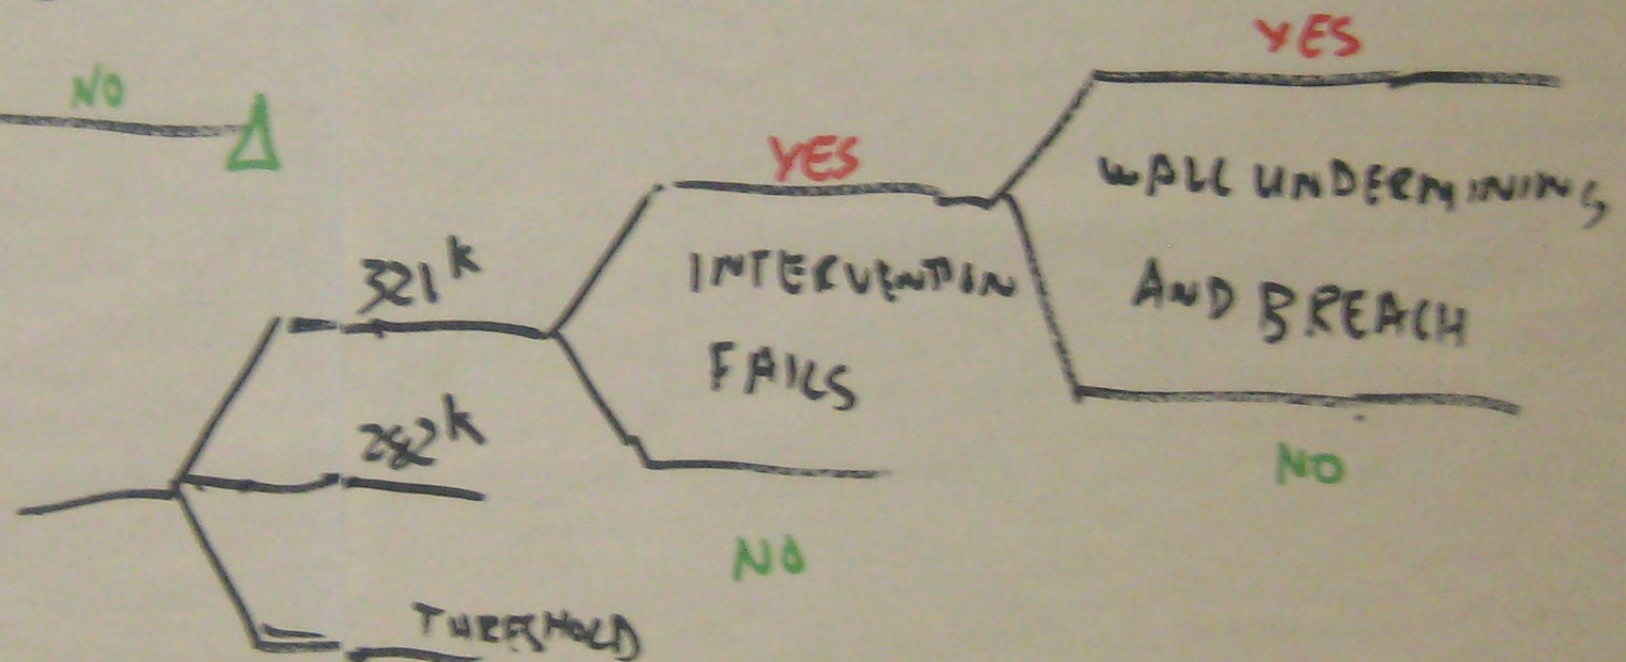 YES
NO
YES
WALL UNDERMINING
321K
INTERVENTION
AND BREACH
FAILS
282K
NO
NO
THRESHOLD